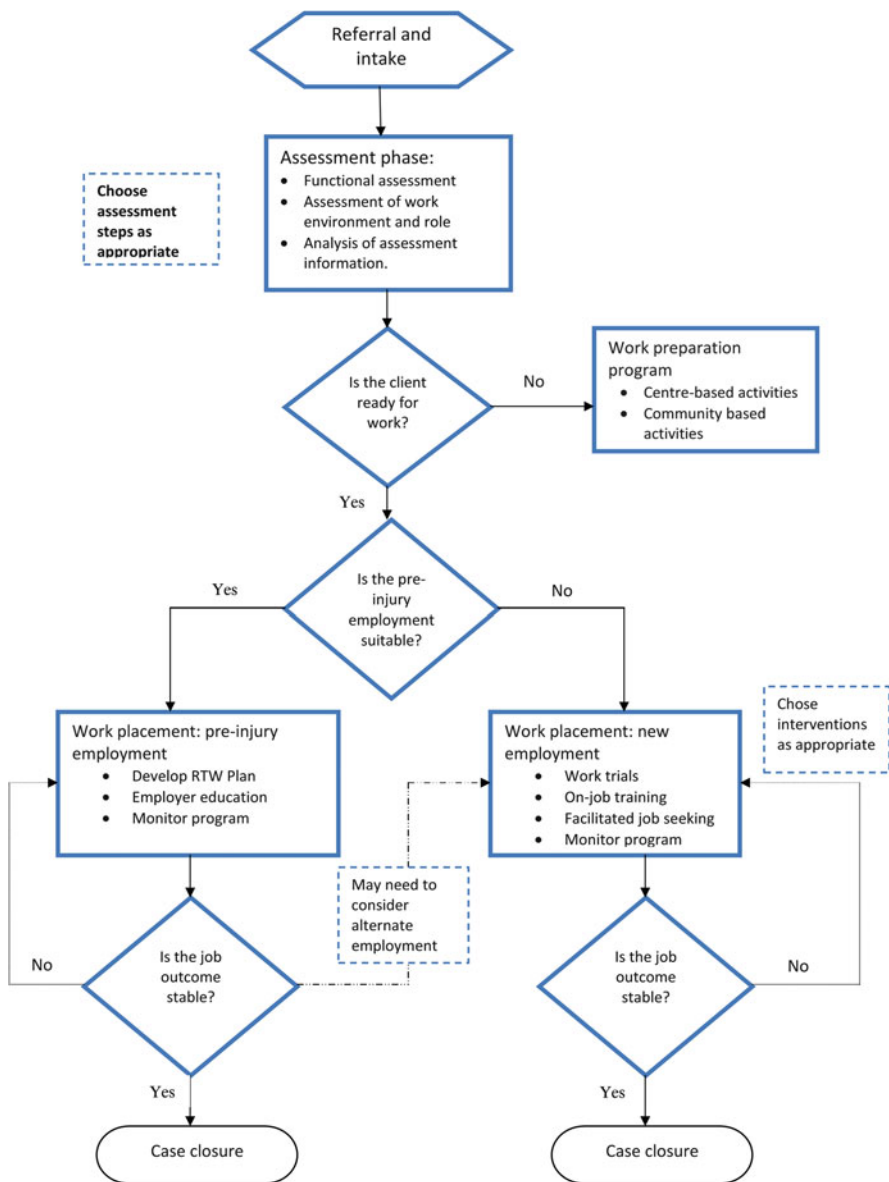 Referral and
intake
Assessment phase:
• Functional assessment
• Assessment of work
environment and role
• Analysis of assessment
information.
Choose
assessment
steps as
appropriate
Is the client
ready for
work?
No
Work preparation
program
• Centre-based activities
• Community based
activities
Yes
Is the pre-
injury
employment
suitable?
Yes
No
Work placement: pre-injury
employment
• Develop RTW Plan
• Employer education
• Monitor program
Work placement: new
employment
• Work trials
• On-job training
• Facilitated job seeking
• Monitor program
Chose
interventions
as appropriate
May need to
consider
alternate
employment
Is the job
outcome
stable?
No
Yes
Case closure
Is the job
outcome
stable?
No
Yes
Case closure